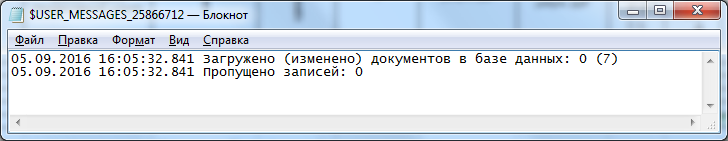 $USER_MESSAGES_25866712 — Блокнот
Файл Правка Формат Вид Справка
05.09.2016 16:05:32.841 Загружено (изменено) документов в базе данных: 0 (7)
05.09.2016 16:05:32.841 Пропущено записей: 0